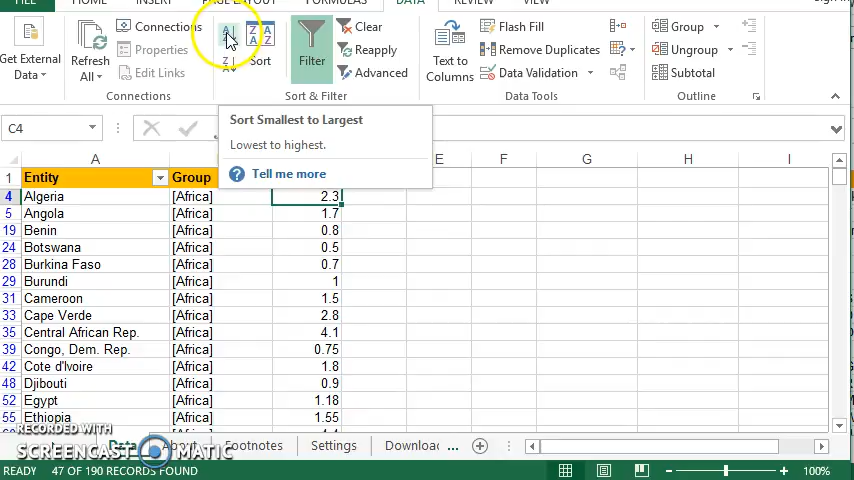 FILE HOME INSERT PAGE LAYOUT FORMULAS DATA REVIEW VIEW Sign in
Connections
Properties
Edit Links
Get External
Data
Refresh
All
Sort
Filter
Clear
Reapply
Advanced
Text to
Columns
Flash Fill
Remove Duplicates
Data Validation
Group
Ungroup
Subtotal
Connections
Sort & Filter
Data Tools
Outline
C4
Sort Smallest to Largest
Lowest to highest.
? Tell me more
A E F G H I
1 Entity Group
4 Algeria [Africa] 2.3
5 Angola [Africa] 1.7
19 Benin [Africa] 0.8
24 Botswana [Africa] 0.5
28 Burkina Faso [Africa] 0.7
29 Burundi [Africa] 1
31 Cameroon [Africa] 1.5
33 Cape Verde [Africa] 2.8
35 Central African Rep. [Africa] 4.1
39 Congo, Dem. Rep. [Africa] 0.75
42 Cote d'Ivoire [Africa] 1.8
48 Djibouti [Africa] 0.9
52 Egypt [Africa] 1.18
55 Ethiopia [Africa] 1.55
RECORDED WITH
SCREENCAST MATIC
Data About Footnotes Settings Download ...
READY 47 OF 190 RECORDS FOUND 100%